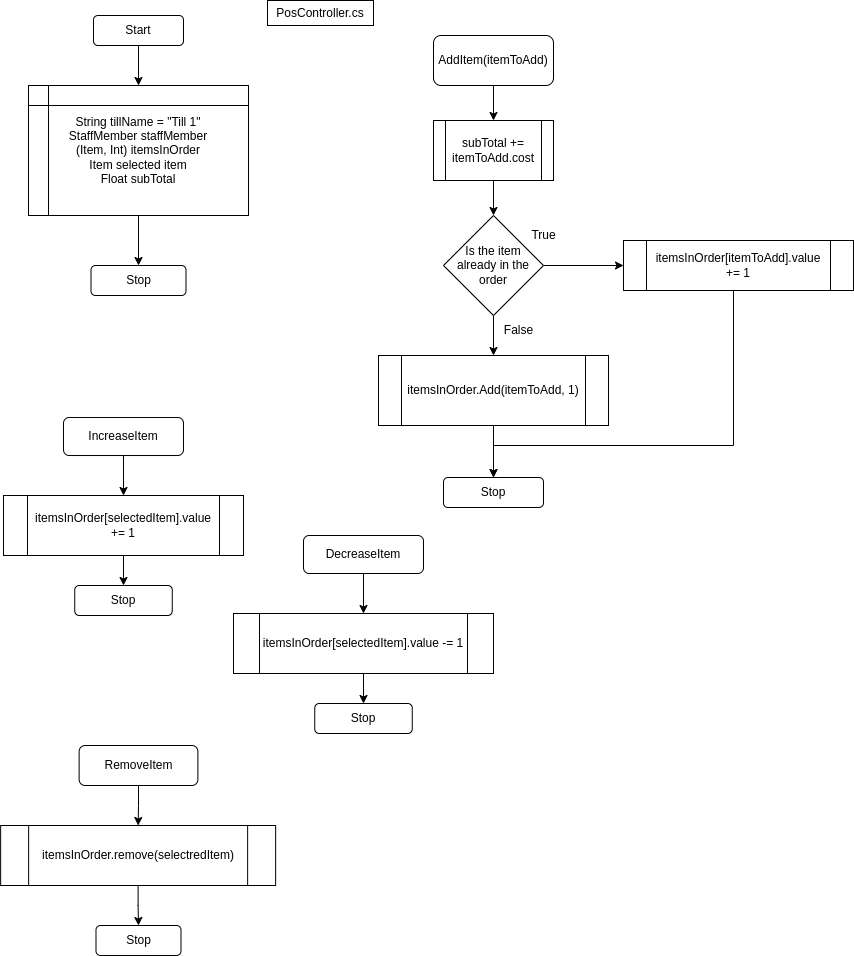 PosController.cs
Start
String tillName = "Till 1"
StaffMember staffMember
(Item, Int) itemsInOrder
Item selected item
Float subTotal
Stop
AddItem(itemToAdd)
subTotal +=
itemToAdd.cost
Is the item
already in the
order
True
itemsInOrder[itemToAdd].value
+= 1
False
itemsInOrder.Add(itemToAdd, 1)
Stop
IncreaseItem
itemsInOrder[selectedItem].value
+= 1
Stop
DecreaseItem
itemsInOrder[selectedItem].value -= 1
Stop
RemoveItem
itemsInOrder.remove(selectredItem)
Stop